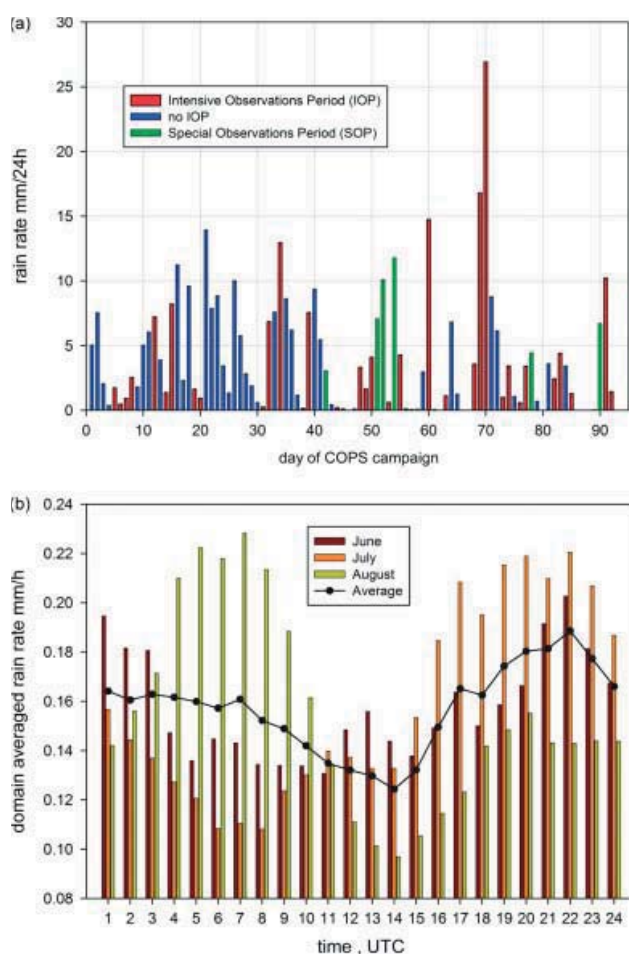 (a)
30
25
20
15
10
5
0
rain rate mm/24h
Intensive Observations Period (IOP)
no IOP
Special Observations Period (SOP)
0 10 20 30 40 50 60 70 80 90
day of COPS campaign
(b)
0.24
0.22
0.20
0.18
0.16
0.14
0.12
0.10
0.08
domain averaged rain rate mm/h
June
July
August
Average
1 2 3 4 5 6 7 8 9 10 11 12 13 14 15 16 17 18 19 20 21 22 23 24
time , UTC